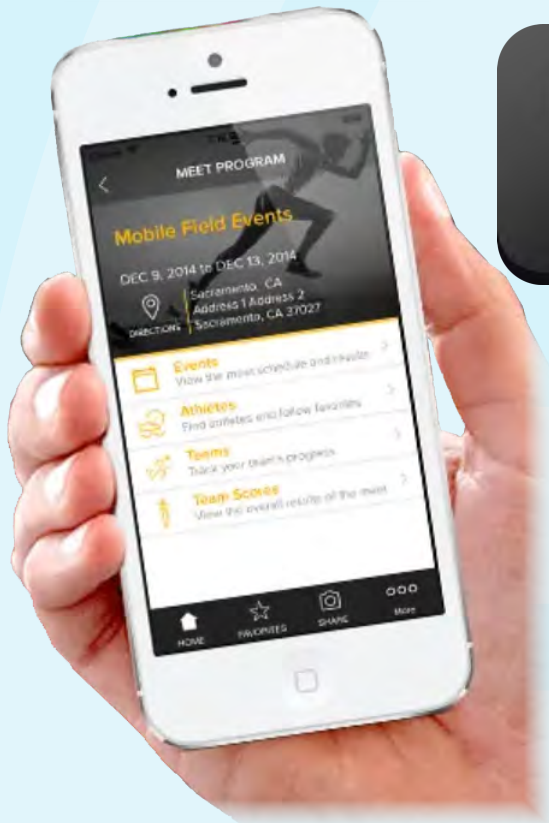 MEET PROGRAM
Mobile Field Events
DEC 9, 2014 to DEC 13, 2014
Sacramento, CA
Address 1 Address 2
DIRECTIONS
Sacramento, CA 37027
Events
View the meet schedule and results
Athletes
Find athletes and follow favorites
Teams
Track your team's progress
Team Scores
View the overall results of the meet
HOME
FAVORITES
SHARE
More